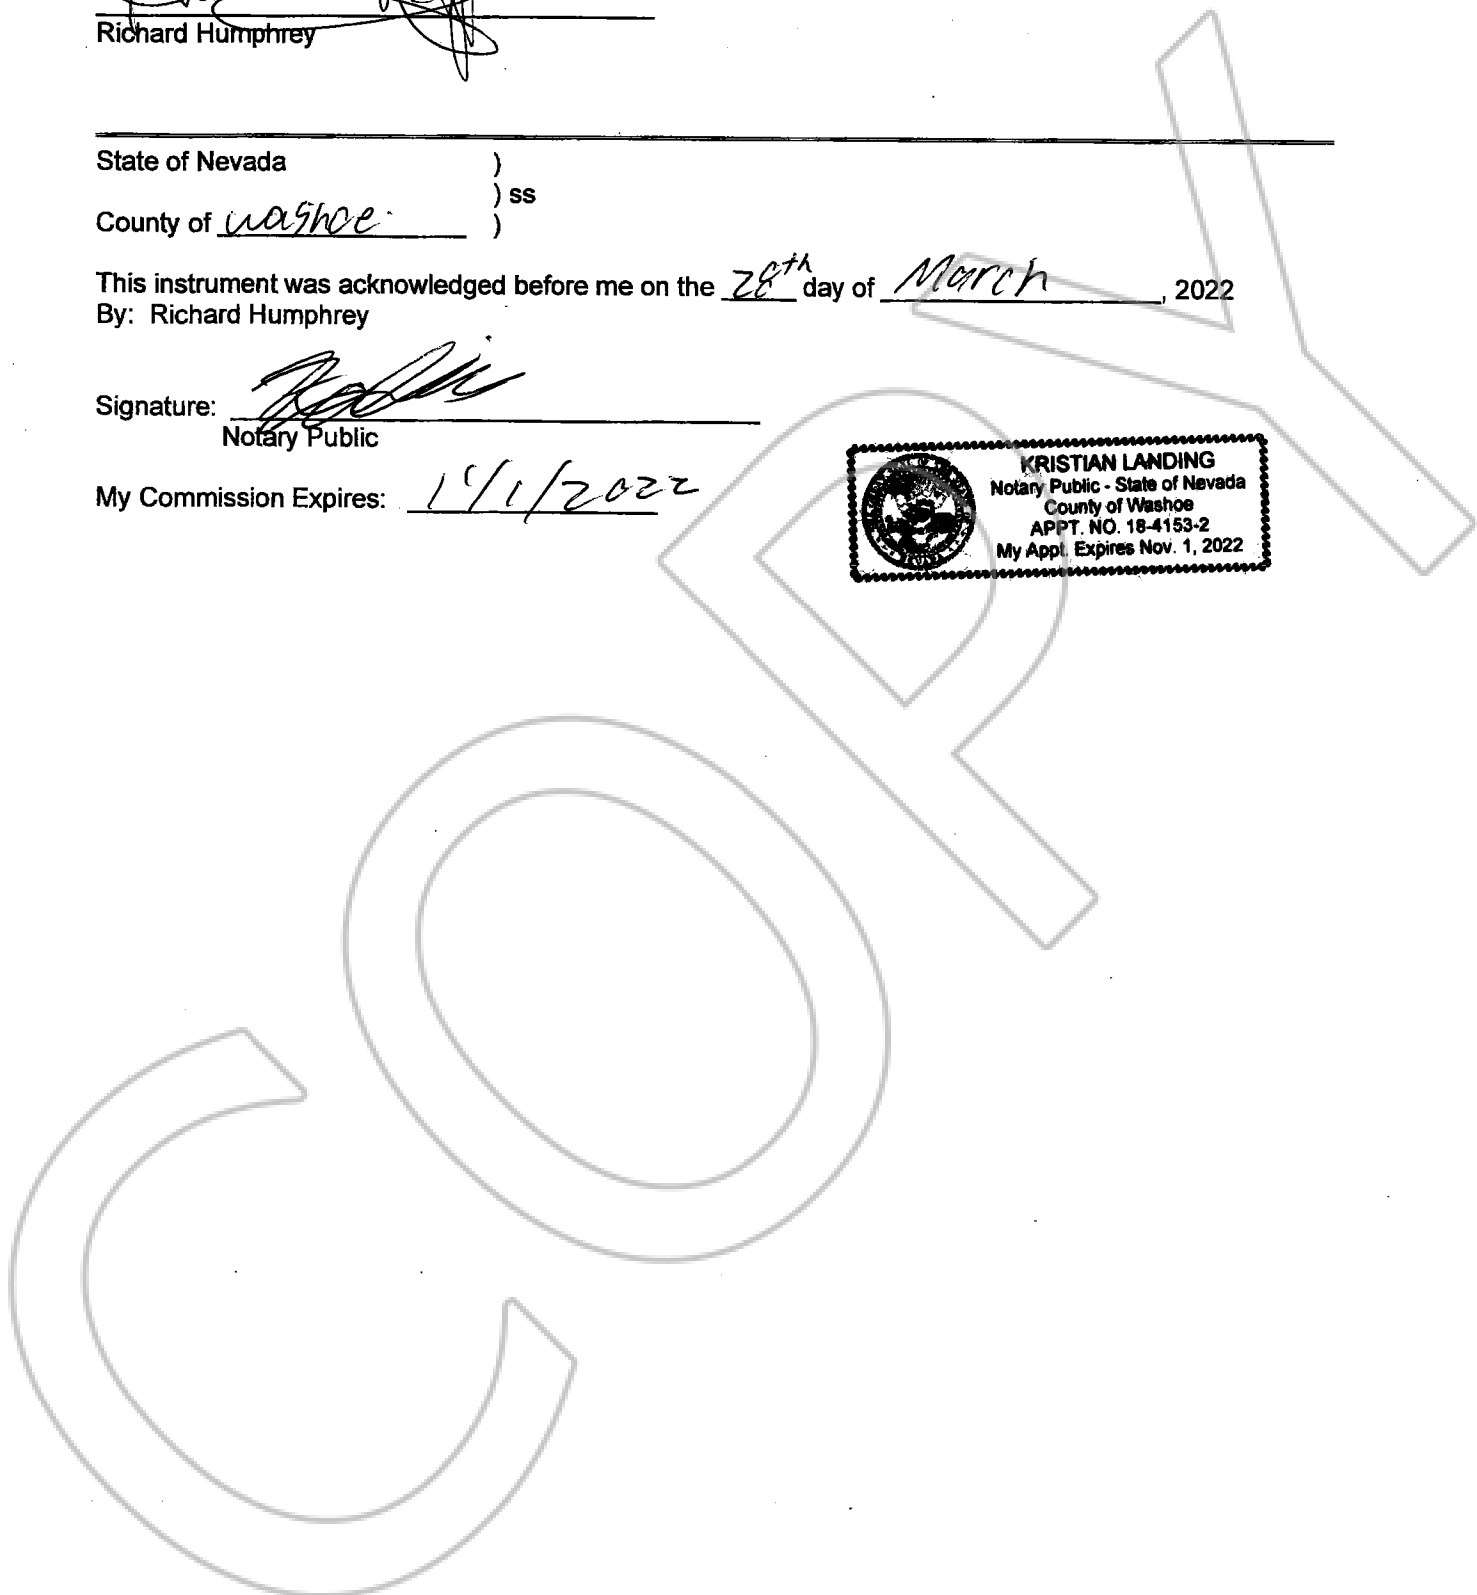 Richard Humphrey
State of Nevada )
) ss
County of Washoe )
This instrument was acknowledged before me on the 28th day of March, 2022
By: Richard Humphrey
Signature:
Notary Public
My Commission Expires: 11/1/2022
KRISTIAN LANDING
Notary Public - State of Nevada
County of Washoe
APPT. NO. 18-4153-2
My Appt. Expires Nov. 1, 2022
COPY